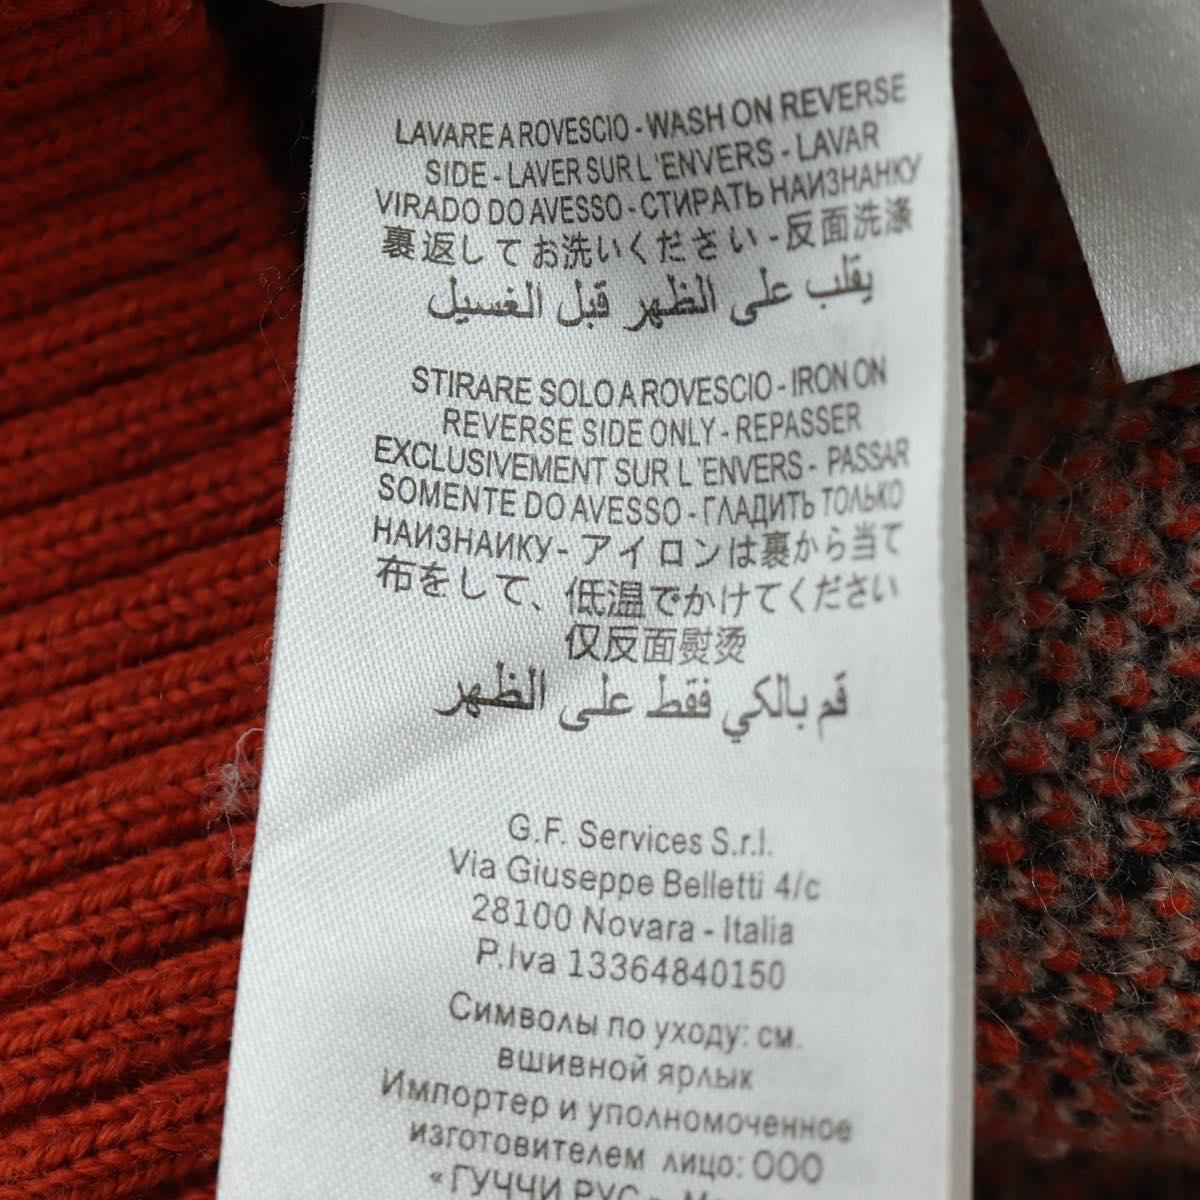 LAVARE A ROVESCIO - WASH ON REVERSE
SIDE - LAVER SUR L'ENVERS - LAVAR
VIRADO DO AVESSO - СТИРАТЬ НАИЗНАНКУ
裏返してお洗いください - 反面洗涤
يقلب على الظهر قبل الغسيل
STIRARE SOLO A ROVESCIO - IRON ON
REVERSE SIDE ONLY - REPASSER
EXCLUSIVEMENT SUR L'ENVERS - PASSAR
SOMENTE DO AVESSO - ГЛАДИТЬ ТОЛЬКО
НАИЗНАИКУ - アイロンは裏から当て
布をして、低温でかけてください
仅反面熨烫
قم بالكي فقط على الظهر
G.F. Services S.r.l.
Via Giuseppe Belletti 4/c
28100 Novara - Italia
P.Iva 13364840150
Символы по уходу: см.
вшивной ярлык
Импортер и уполномоченное
изготовителем лицо: ООО
«ГУЧЧИ РУС»